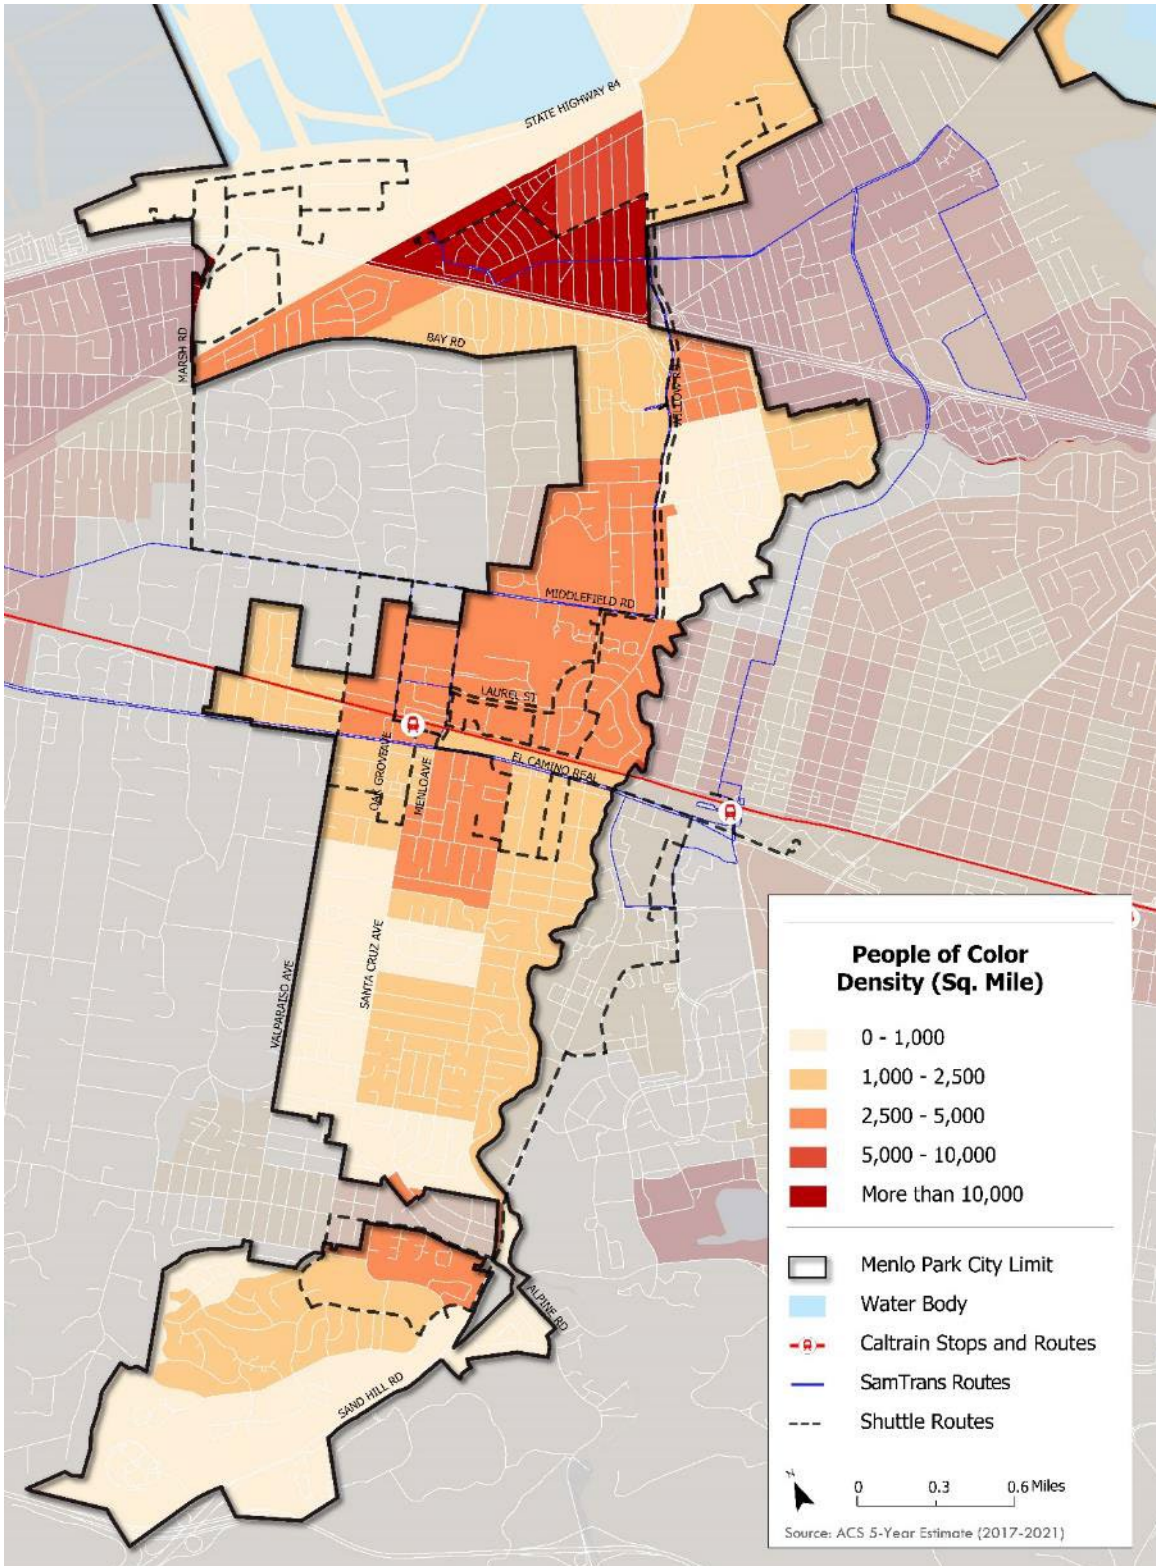 STATE HIGHWAY 84
BAY RD
MARSH RD
MIDDLEFIELD RD
LAUREL ST
EL CAMINO REAL
OAK GROVE AVE
MENLO AVE
SANTA CRUZ AVE
VALPARAISO AVE
ALPINE RD
SAND HILL RD
People of Color
Density (Sq. Mile)
0 - 1,000
1,000 - 2,500
2,500 - 5,000
5,000 - 10,000
More than 10,000
Menlo Park City Limit
Water Body
Caltrain Stops and Routes
SamTrans Routes
Shuttle Routes
N
0 0.3 0.6 Miles
Source: ACS 5-Year Estimate (2017-2021)